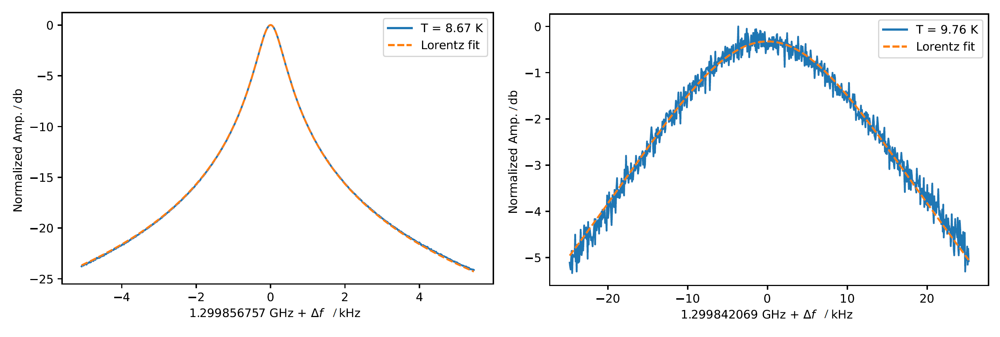 T = 8.67 K
Lorentz fit
0
−5
−10
−15
−20
−25
Normalized Amp. / db
−4 −2 0 2 4
1.299856757 GHz + Δf / kHz
T = 9.76 K
Lorentz fit
0
−1
−2
−3
−4
−5
Normalized Amp. / db
−20 −10 0 10 20
1.299842069 GHz + Δf / kHz